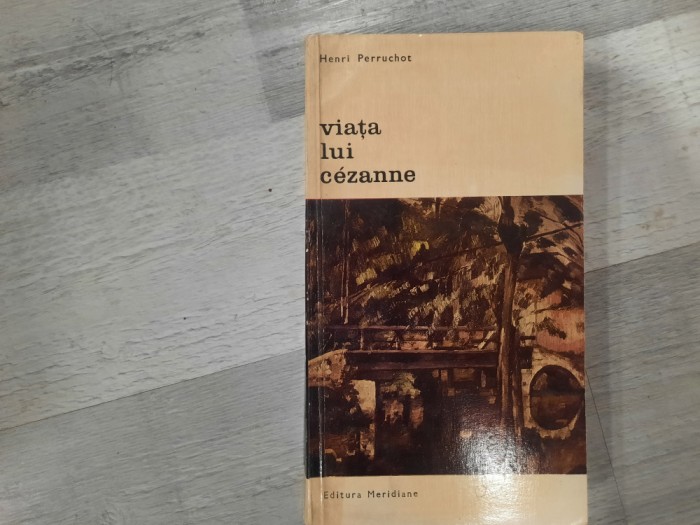 Henri Perruchot
viața
lui
cézanne
Editura Meridiane